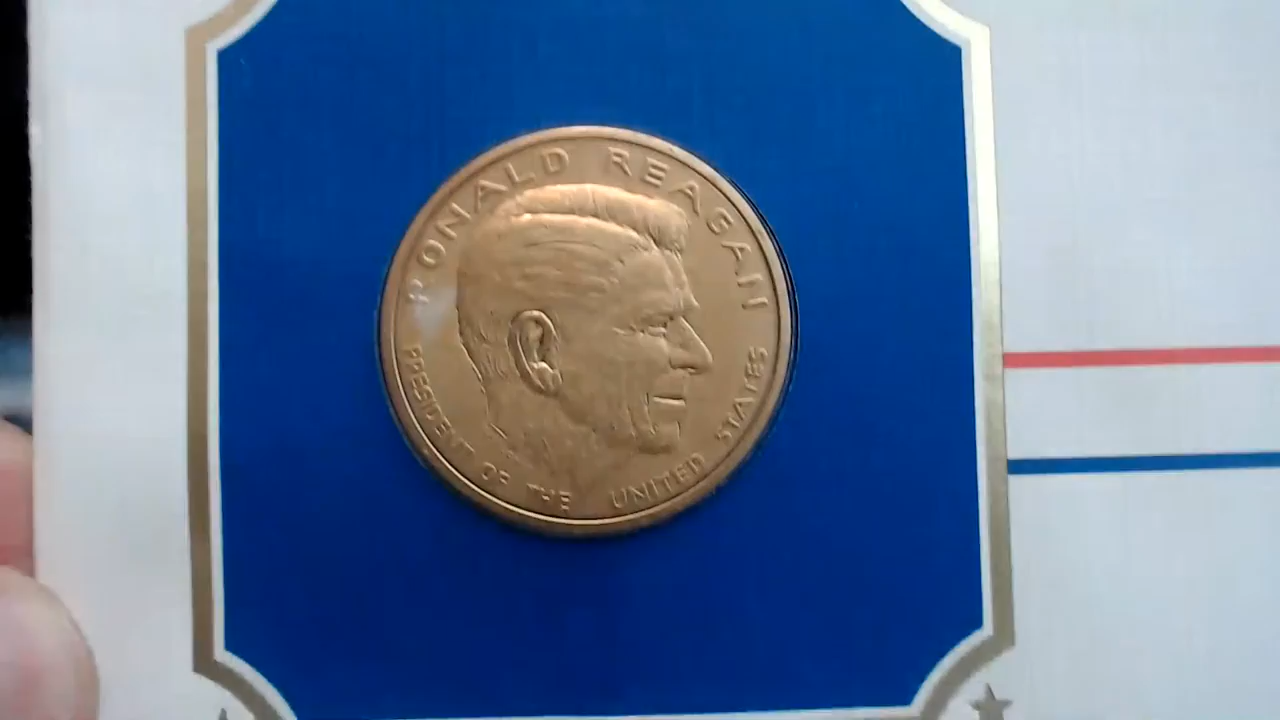 RONALD REAGAN
PRESIDENT OF THE UNITED STATES